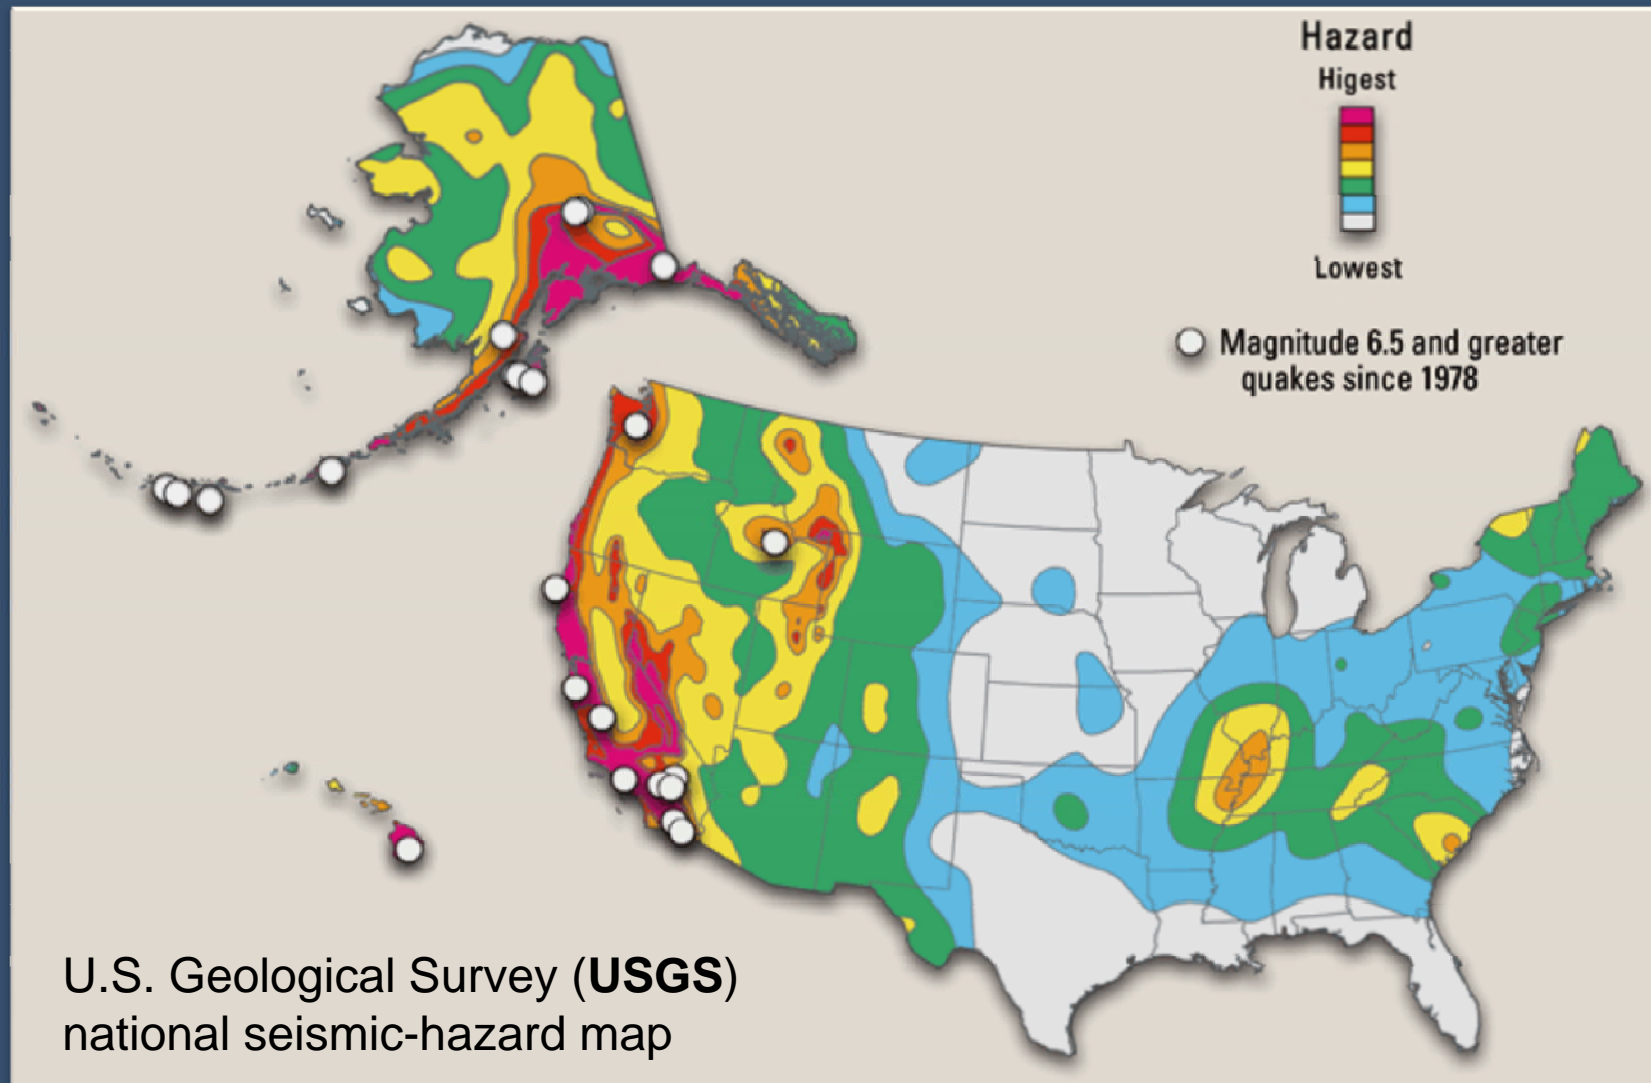 Hazard
Higest
Lowest
Magnitude 6.5 and greater
quakes since 1978
U.S. Geological Survey (USGS)
national seismic-hazard map